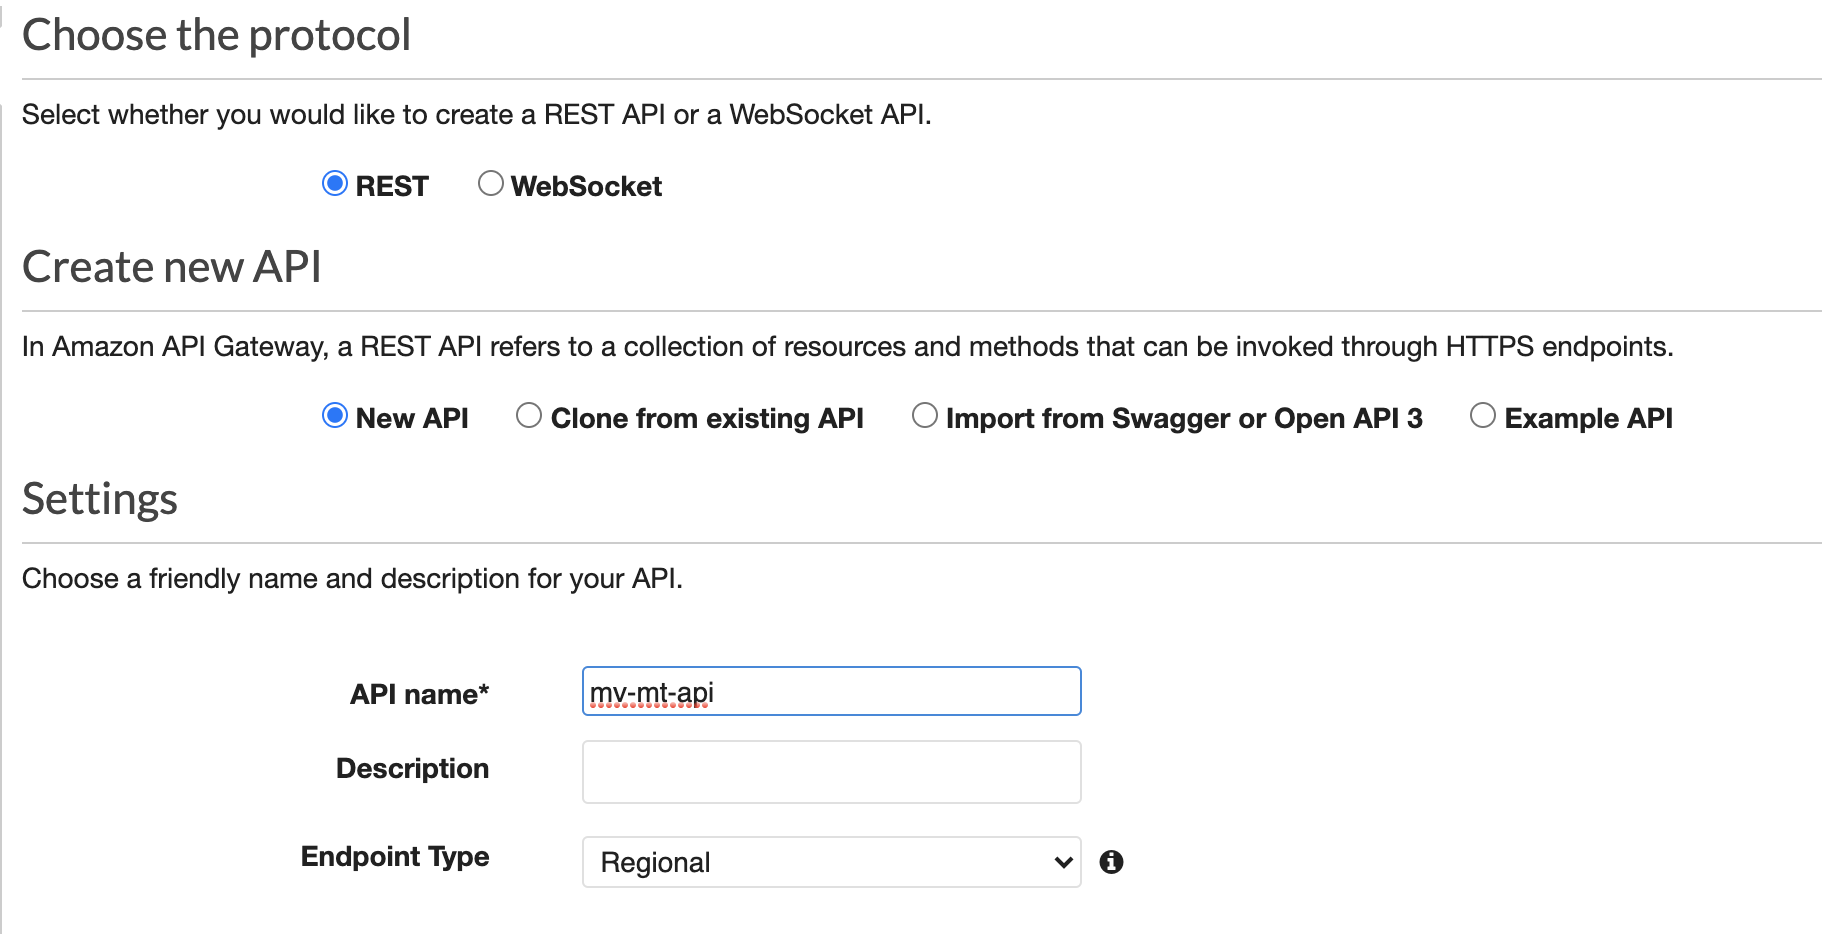 Choose the protocol
Select whether you would like to create a REST API or a WebSocket API.
REST WebSocket
Create new API
In Amazon API Gateway, a REST API refers to a collection of resources and methods that can be invoked through HTTPS endpoints.
New API Clone from existing API Import from Swagger or Open API 3 Example API
Settings
Choose a friendly name and description for your API.
API name* mv-mt-api
Description
Endpoint Type Regional